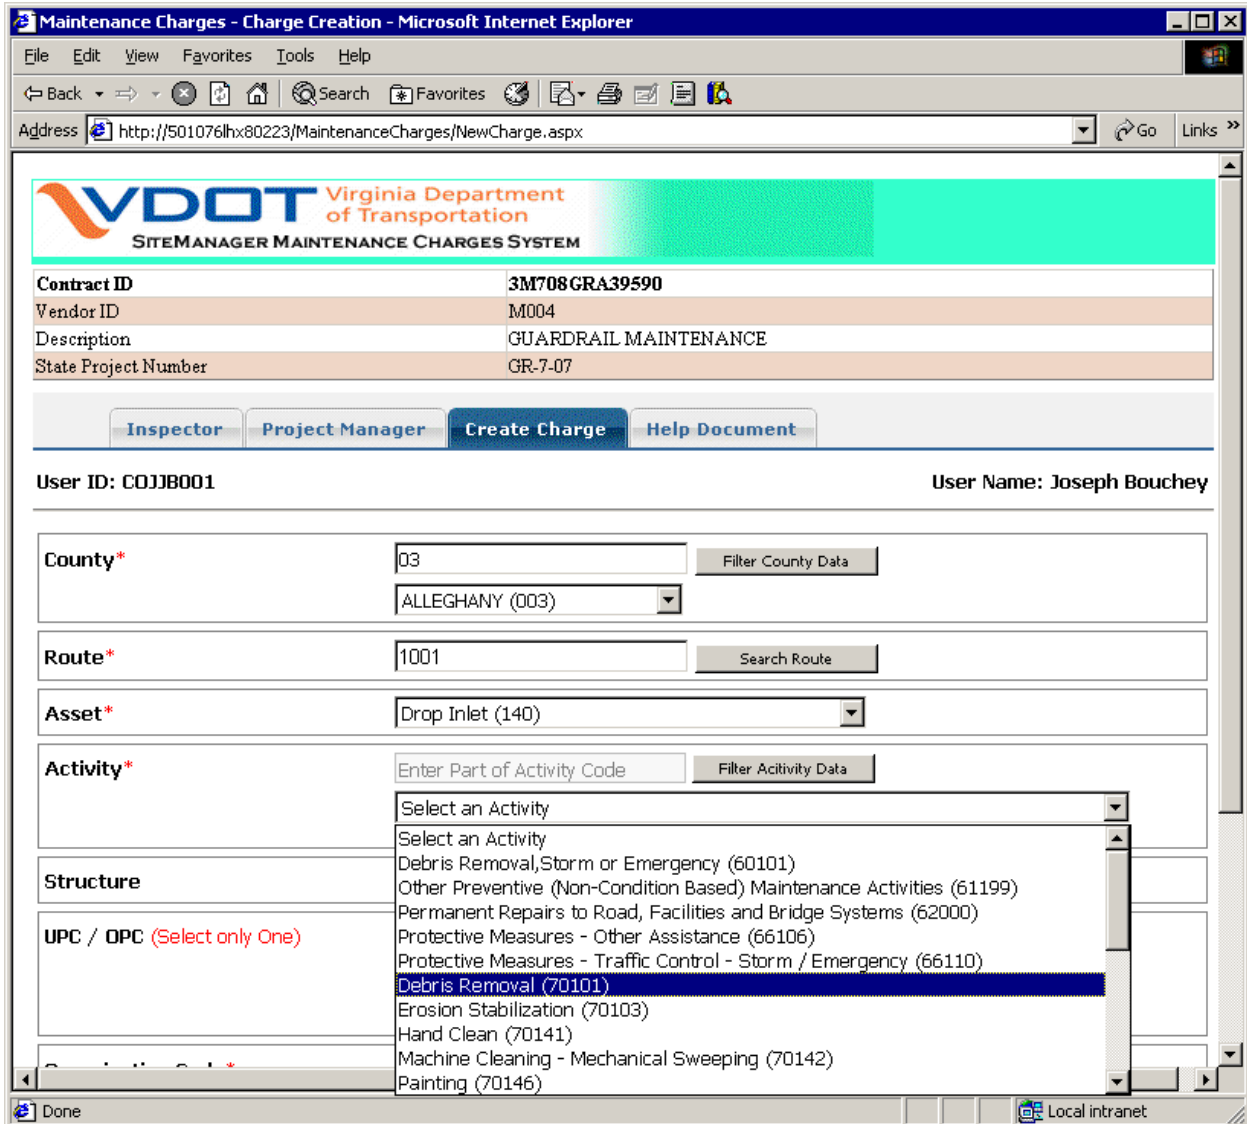 Maintenance Charges - Charge Creation - Microsoft Internet Explorer
File Edit View Favorites Tools Help
Back Search Favorites
Address http://501076lhx80223/MaintenanceCharges/NewCharge.aspx Go Links »
VDOT Virginia Department
of Transportation
SITEMANAGER MAINTENANCE CHARGES SYSTEM
Contract ID 3M708GRA39590
Vendor ID M004
Description GUARDRAIL MAINTENANCE
State Project Number GR-7-07
Inspector Project Manager Create Charge Help Document
User ID: COJJB001 User Name: Joseph Bouchey
County* 03 Filter County Data
ALLEGHANY (003)
Route* 1001 Search Route
Asset* Drop Inlet (140)
Activity* Enter Part of Activity Code Filter Acitivity Data
Select an Activity
Select an Activity
Debris Removal,Storm or Emergency (60101)
Other Preventive (Non-Condition Based) Maintenance Activities (61199)
Structure
Permanent Repairs to Road, Facilities and Bridge Systems (62000)
UPC / OPC (Select only One)
Protective Measures - Other Assistance (66106)
Protective Measures - Traffic Control - Storm / Emergency (66110)
Debris Removal (70101)
Erosion Stabilization (70103)
Hand Clean (70141)
Machine Cleaning - Mechanical Sweeping (70142)
Painting (70146)
Done Local intranet